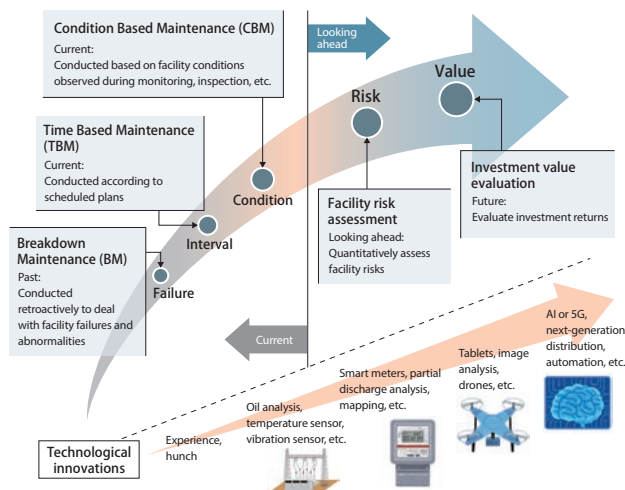 Condition Based Maintenance (CBM)
Current:
Conducted based on facility conditions
observed during monitoring, inspection, etc.
Looking
ahead
Value
Risk
Time Based Maintenance
(TBM)
Current:
Conducted according to
scheduled plans
Condition
Investment value
evaluation
Future:
Evaluate investment returns
Facility risk
assessment
Looking ahead:
Quantitatively assess
facility risks
Interval
Breakdown
Maintenance (BM)
Past:
Conducted
retroactively to deal
with facility failures and
abnormalities
Failure
Current
AI or 5G,
next-generation
distribution,
automation, etc.
Tablets, image
analysis,
drones, etc.
Smart meters, partial
discharge analysis,
mapping, etc.
Oil analysis,
temperature sensor,
vibration sensor, etc.
Experience,
hunch
Technological
innovations